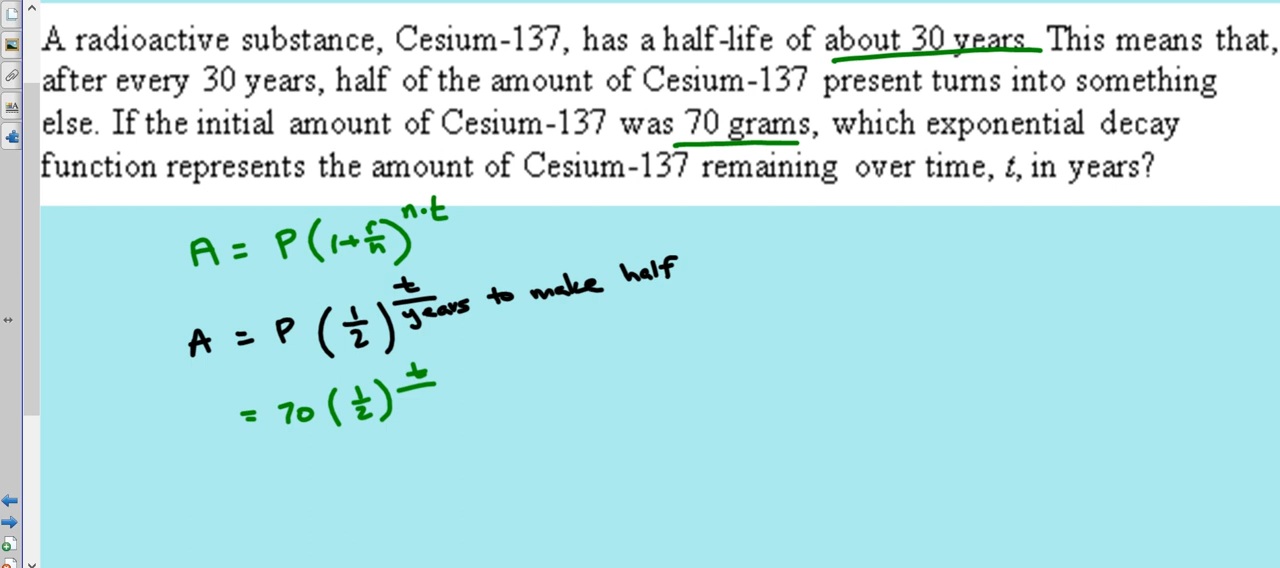 A radioactive substance, Cesium-137, has a half-life of about 30 years. This means that,
after every 30 years, half of the amount of Cesium-137 present turns into something
else. If the initial amount of Cesium-137 was 70 grams, which exponential decay
function represents the amount of Cesium-137 remaining over time, t, in years?
A = P(1+r/n)^n·t
A = P(1/2)^t/years to make half
= 70(1/2)^t/